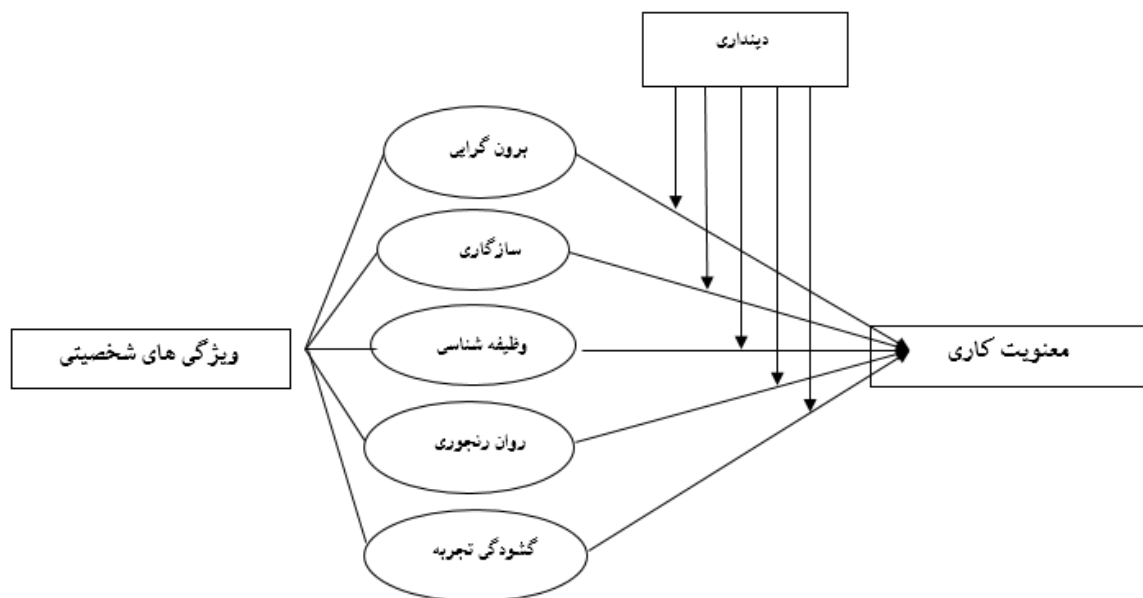 دینداری
برون گرایی
سازگاری
وظیفه شناسی
ویژگی های شخصیتی
معنویت کاری
روان رنجوری
گشودگی تجربه